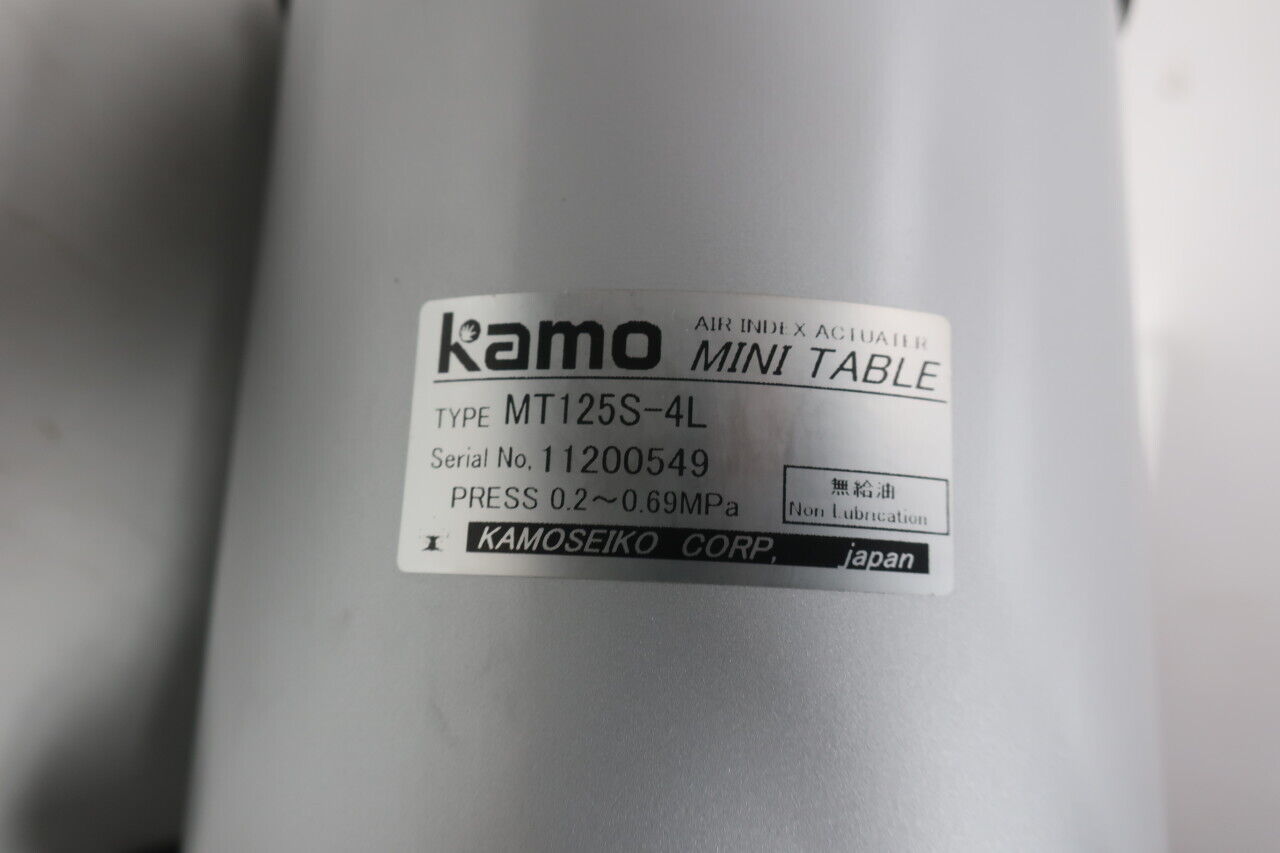 kamo AIR INDEX ACTUATER
MINI TABLE
TYPE MT125S-4L
Serial No. 11200549
PRESS 0.2～0.69MPa
無給油
Non Lubrication
KAMOSEIKO CORP, japan